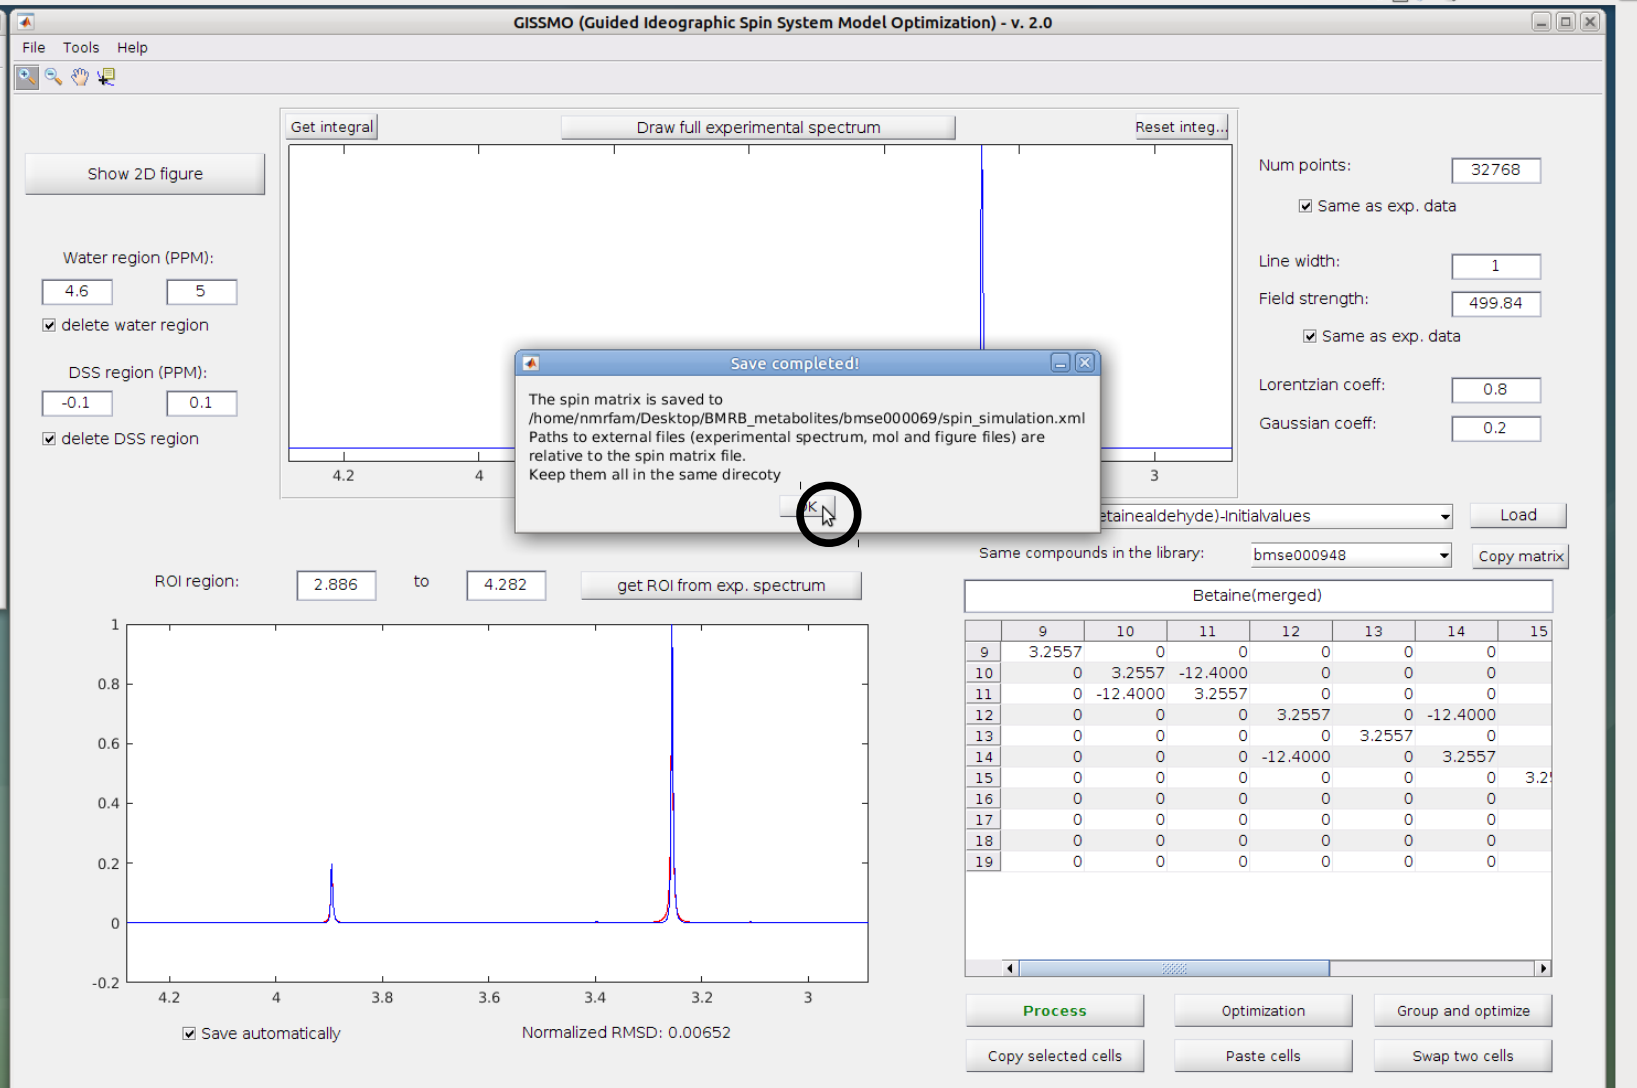 GISSMO (Guided Ideographic Spin System Model Optimization) - v. 2.0
File Tools Help
Get integral
Draw full experimental spectrum
Reset integ...
Show 2D figure
Num points:
32768
Same as exp. data
Water region (PPM):
4.6 5
delete water region
Line width:
1
Field strength:
499.84
Same as exp. data
DSS region (PPM):
-0.1 0.1
delete DSS region
Lorentzian coeff:
0.8
Gaussian coeff:
0.2
4.2 4 3
Save completed!
The spin matrix is saved to
/home/nmrfam/Desktop/BMRB_metabolites/bmse000069/spin_simulation.xml
Paths to external files (experimental spectrum, mol and figure files) are
relative to the spin matrix file.
Keep them all in the same direcoty
OK
etainealdehyde)-Initialvalues
Load
Same compounds in the library:
bmse000948
Copy matrix
ROI region:
2.886
to
4.282
get ROI from exp. spectrum
Betaine(merged)
9 10 11 12 13 14 15
9 3.2557 0 0 0 0 0
10 0 3.2557 -12.4000 0 0 0
11 0 -12.4000 3.2557 0 0 0
12 0 0 0 3.2557 0 -12.4000
13 0 0 0 0 3.2557 0
14 0 0 0 -12.4000 0 3.2557
15 0 0 0 0 0 0
16 0 0 0 0 0 0
17 0 0 0 0 0 0
18 0 0 0 0 0 0
19 0 0 0 0 0 0
1
0.8
0.6
0.4
0.2
0
-0.2
4.2 4 3.8 3.6 3.4 3.2 3
Save automatically
Normalized RMSD: 0.00652
Process
Optimization
Group and optimize
Copy selected cells
Paste cells
Swap two cells